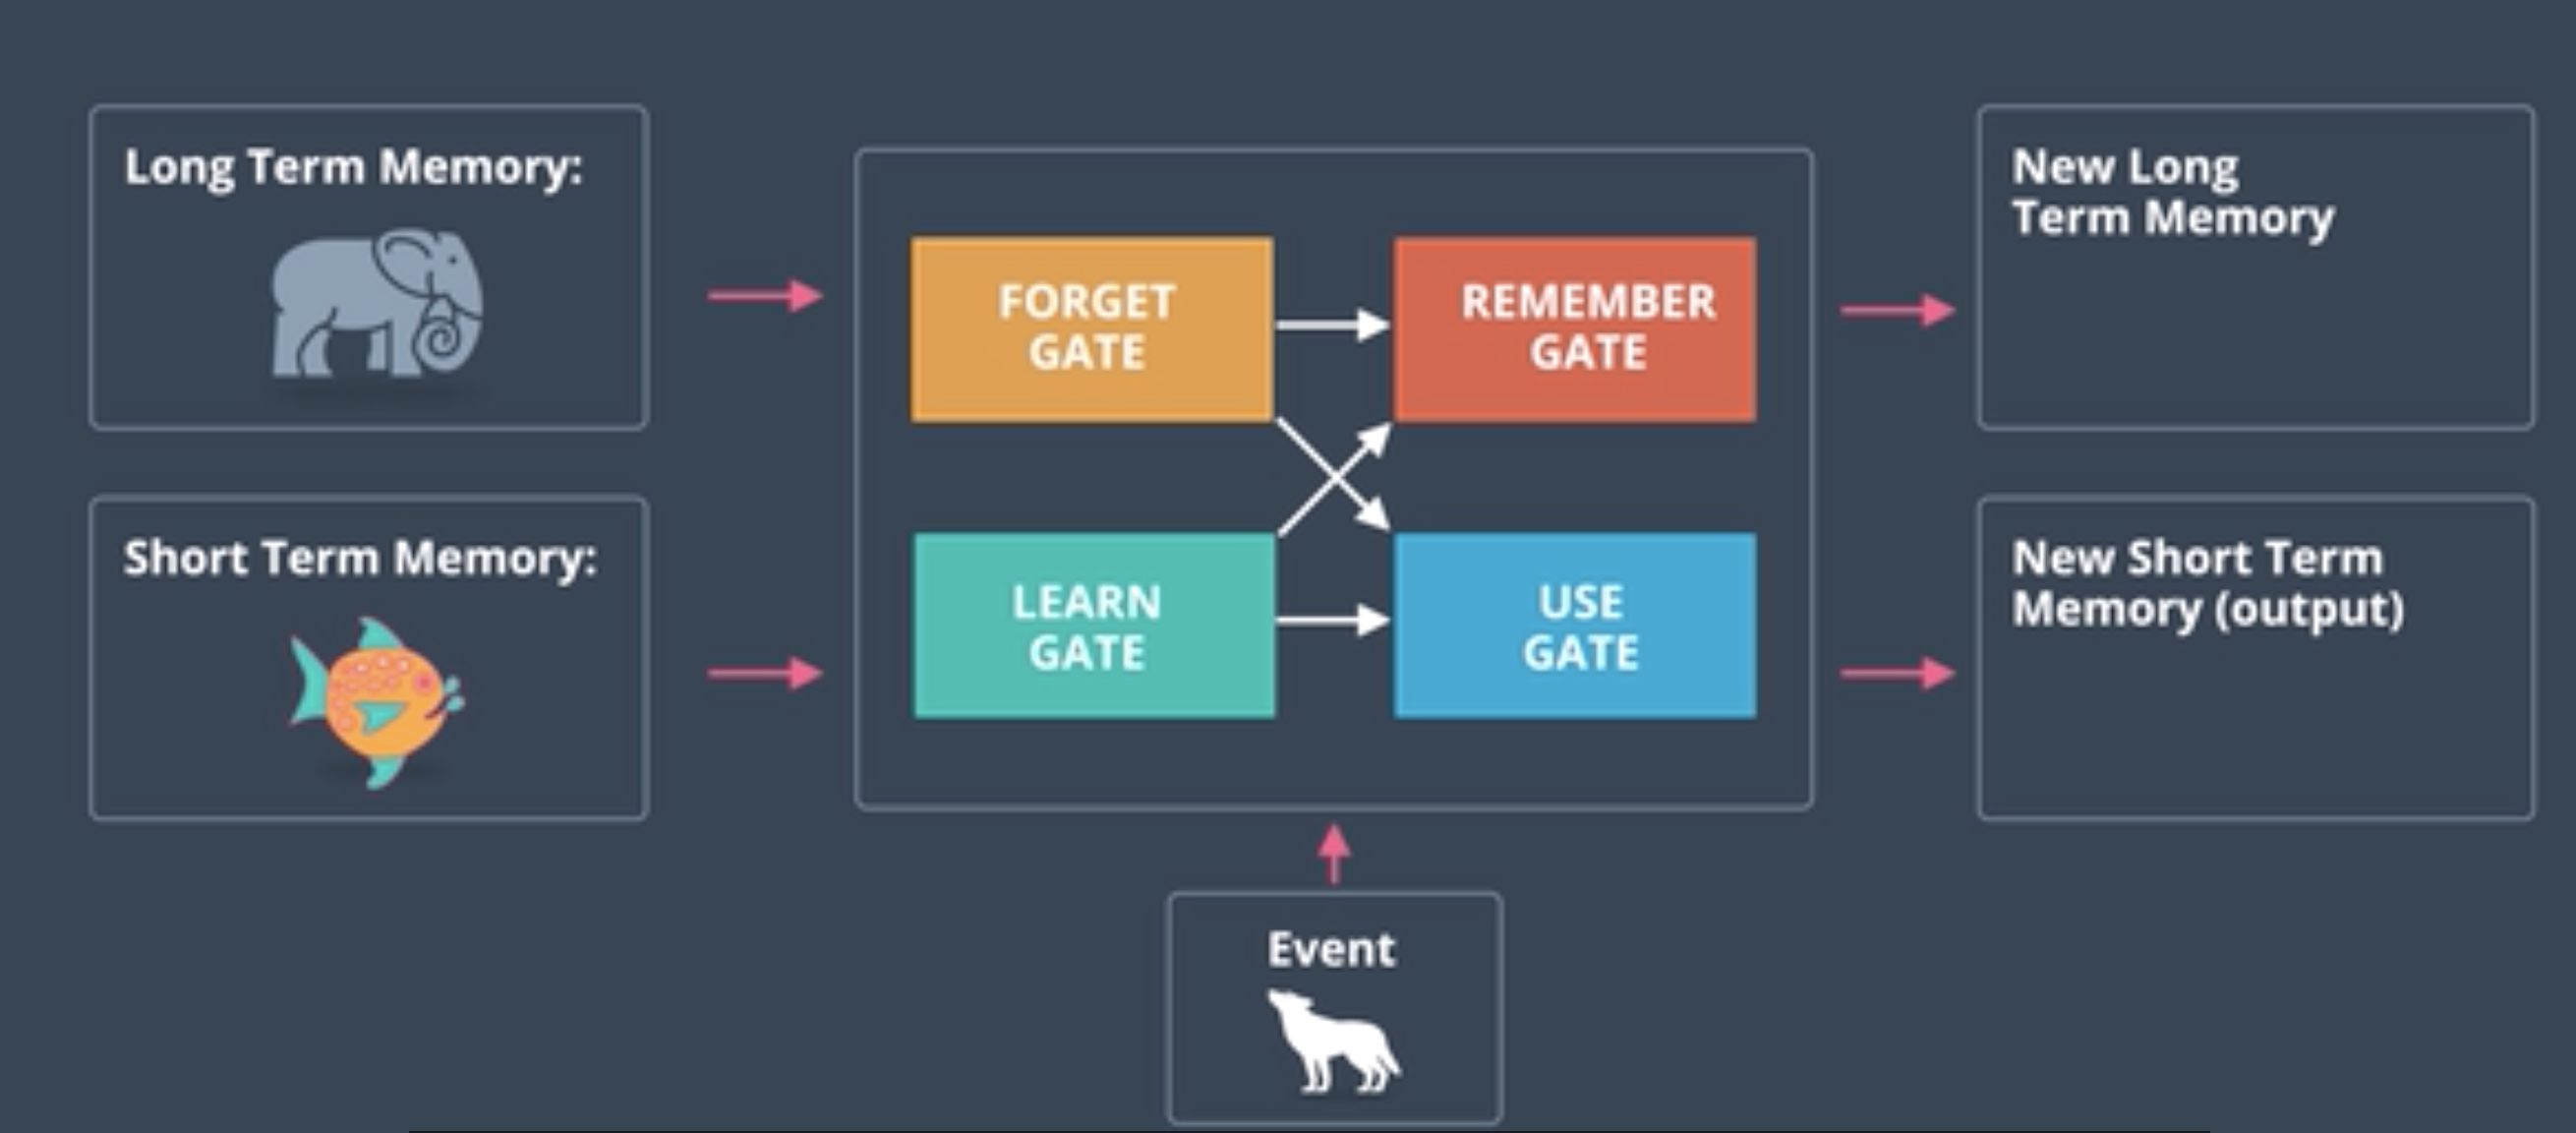 Long Term Memory:
Short Term Memory:
FORGET
GATE
REMEMBER
GATE
LEARN
GATE
USE
GATE
Event
New Long
Term Memory
New Short Term
Memory (output)